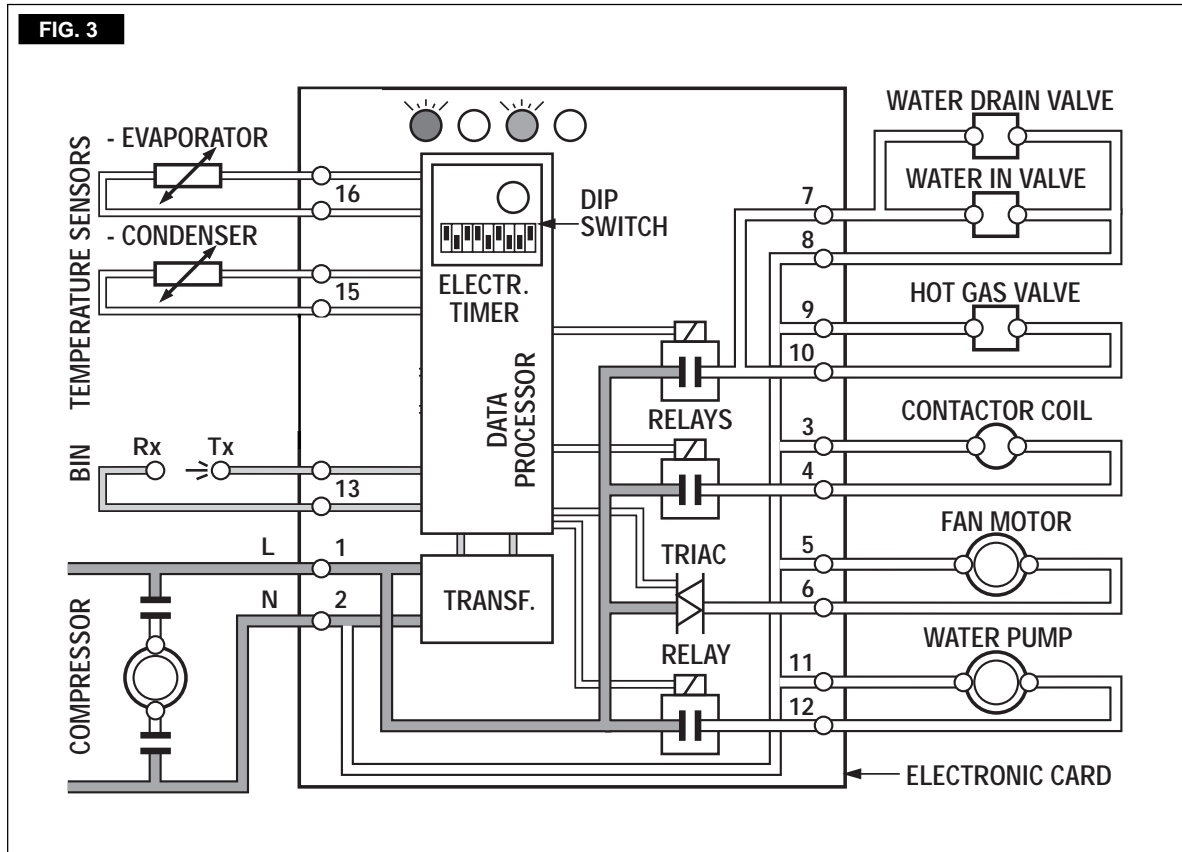 FIG. 3
TEMPERATURE SENSORS
- EVAPORATOR
16
- CONDENSER
15
BIN
Rx
Tx
13
L
1
N
2
COMPRESSOR
DIP
SWITCH
ELECTR.
TIMER
DATA
PROCESSOR
TRANSF.
RELAYS
TRIAC
RELAY
WATER DRAIN VALVE
WATER IN VALVE
7
8
HOT GAS VALVE
9
10
CONTACTOR COIL
3
4
FAN MOTOR
5
6
WATER PUMP
11
12
ELECTRONIC CARD